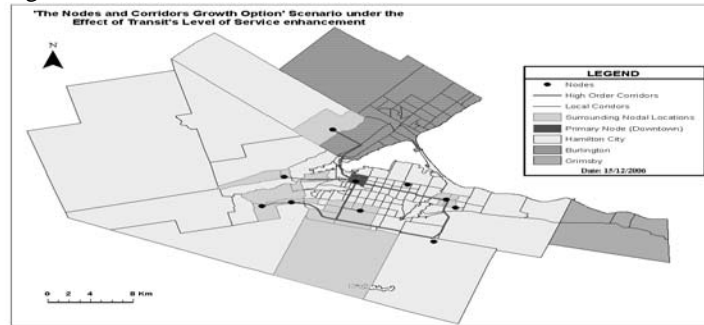 'The Nodes and Corridors Growth Option' Scenario under the
Effect of Transit's Level of Service enhancement
N
LEGEND
Nodes
High Order Corridors
Local Corridors
Surrounding Nodal Locations
Primary Node (Downtown)
Hamilton City
Burlington
Grimsby
Date: 15/12/2006
0 2 4 8 Km